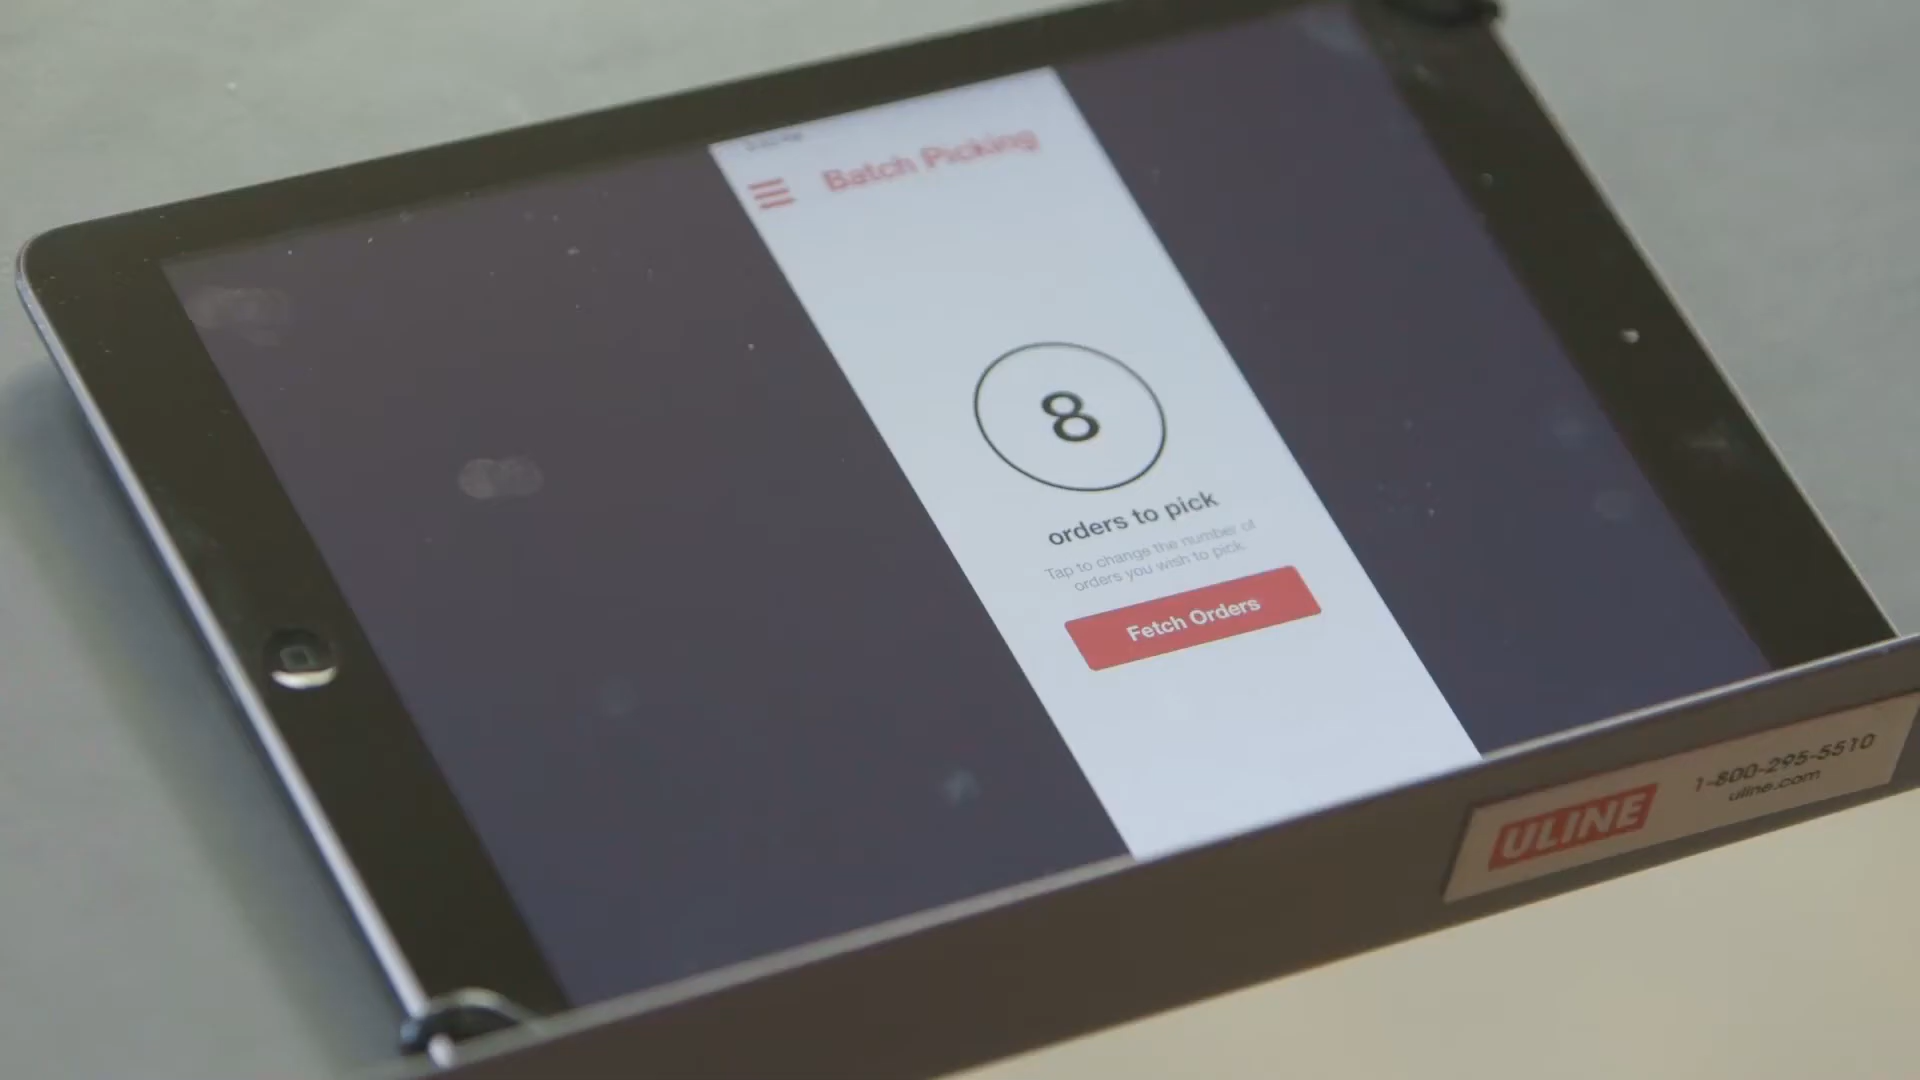 Batch Picking
8
orders to pick
Tap to change the number of
orders you wish to pick.
Fetch Orders
ULINE
1-800-295-5510
uline.com